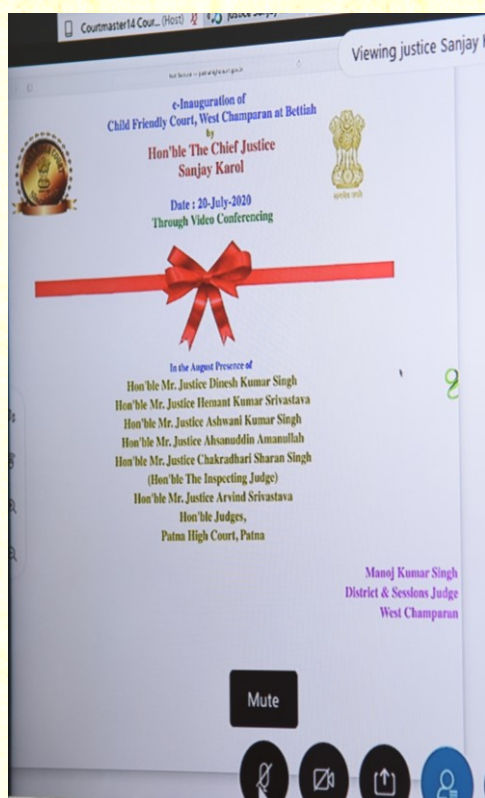 Courtmaster14 Cour... (Host)
Viewing justice Sanjay
e-Inauguration of
Child Friendly Court, West Champaran at Bettiah
by
Hon'ble The Chief Justice
Sanjay Karol
Date : 20-July-2020
Through Video Conferencing
In the August Presence of
Hon'ble Mr. Justice Dinesh Kumar Singh
Hon'ble Mr. Justice Hemant Kumar Srivastava
Hon'ble Mr. Justice Ashwani Kumar Singh
Hon'ble Mr. Justice Ahsanuddin Amanullah
Hon'ble Mr. Justice Chakradhari Sharan Singh
(Hon'ble The Inspecting Judge)
Hon'ble Mr. Justice Arvind Srivastava
Hon'ble Judges,
Patna High Court, Patna
Manoj Kumar Singh
District & Sessions Judge
West Champaran
Mute